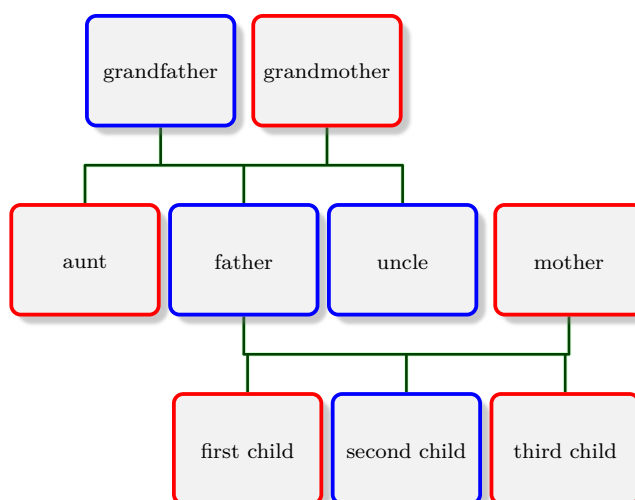 grandfather
grandmother
aunt
father
uncle
mother
first child
second child
third child